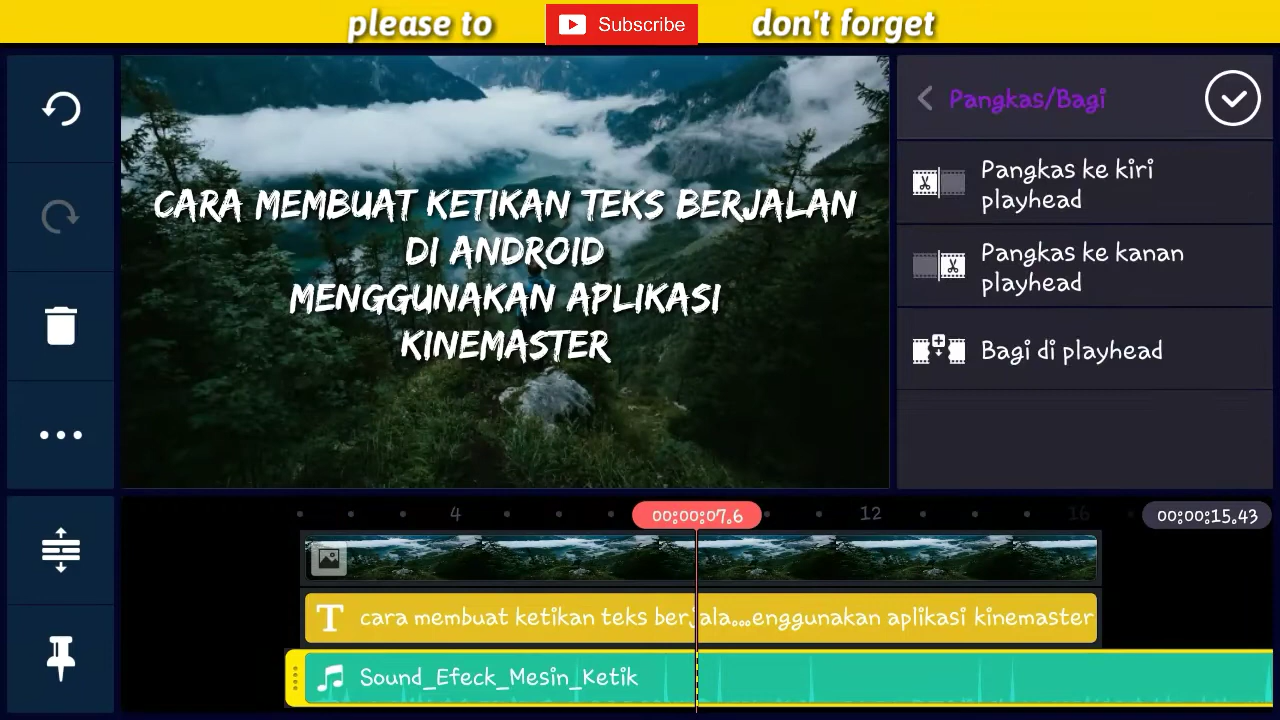 please to Subscribe don't forget
Pangkas/Bagi
Pangkas ke kiri
playhead
Pangkas ke kanan
playhead
Bagi di playhead
CARA MEMBUAT KETIKAN TEKS BERJALAN
DI ANDROID
MENGGUNAKAN APLIKASI
KINEMASTER
4
00:00:07.6
12
16
00:00:15.43
T cara membuat ketikan teks berjala...enggunakan aplikasi kinemaster
Sound_Efeck_Mesin_Ketik